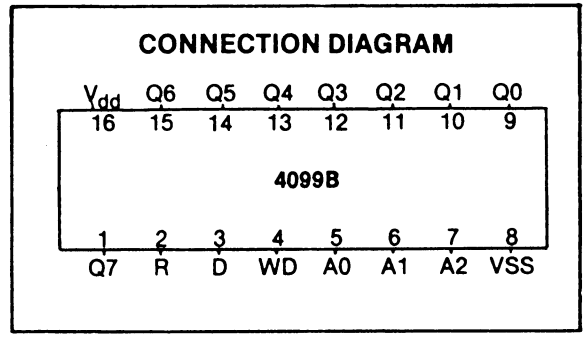 CONNECTION DIAGRAM
Vdd Q6 Q5 Q4 Q3 Q2 Q1 Q0
16 15 14 13 12 11 10 9
4099B
1 2 3 4 5 6 7 8
Q7 R D WD A0 A1 A2 VSS